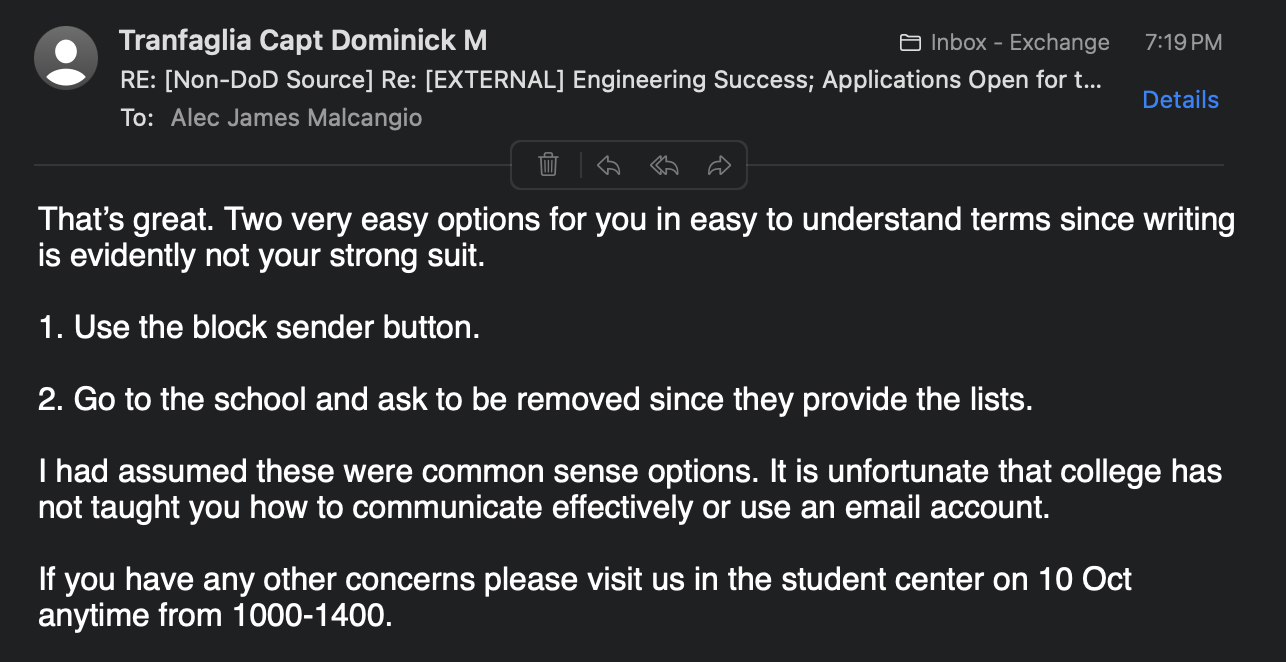 Tranfaglia Capt Dominick M
Inbox - Exchange 7:19 PM
RE: [Non-DoD Source] Re: [EXTERNAL] Engineering Success; Applications Open for t...
Details
To: Alec James Malcangio
That’s great. Two very easy options for you in easy to understand terms since writing
is evidently not your strong suit.
1. Use the block sender button.
2. Go to the school and ask to be removed since they provide the lists.
I had assumed these were common sense options. It is unfortunate that college has
not taught you how to communicate effectively or use an email account.
If you have any other concerns please visit us in the student center on 10 Oct
anytime from 1000-1400.